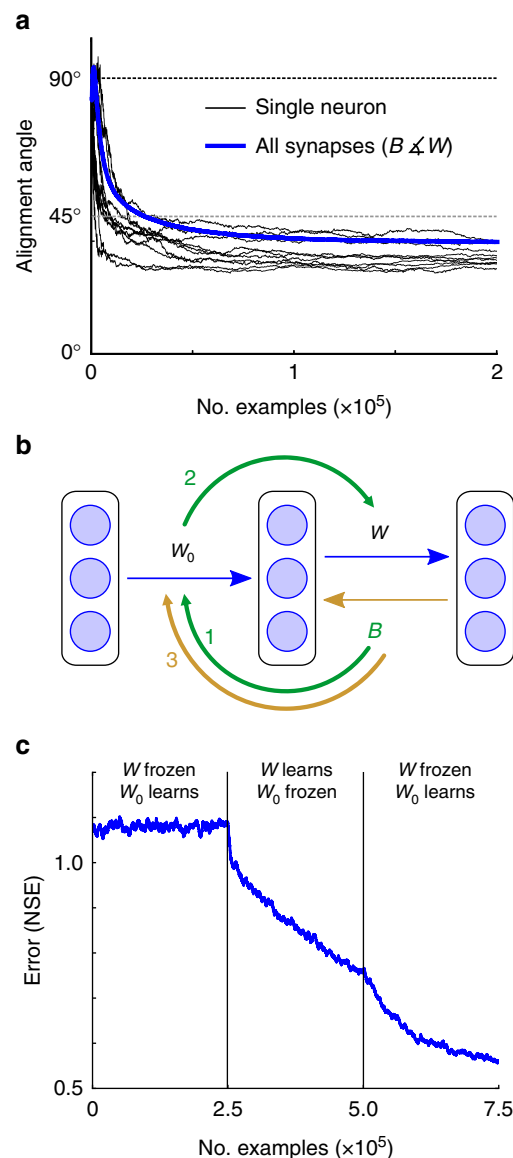 a
90°
Single neuron
All synapses (B ∡ W)
45°
Alignment angle
0°
0
1
2
No. examples (×10⁵)
b
2
W₀
W
1
B
3
c
W frozen
W₀ learns
W learns
W₀ frozen
W frozen
W₀ learns
1.0
Error (NSE)
0.5
0
2.5
5.0
7.5
No. examples (×10⁵)